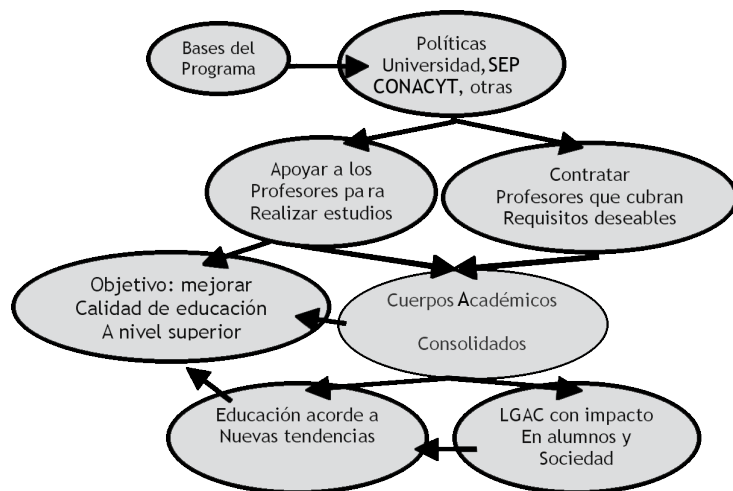 Bases del
Programa
Políticas
Universidad, SEP
CONACYT, otras
Apoyar a los
Profesores pa ra
Realizar estudios
Contratar
Profesores que cubran
Requisitos deseables
Objetivo: mejorar
Calidad de educación
A nivel superior
Cuerpos Académicos
Consolidados
Educación acorde a
Nuevas tendencias
LGAC con impacto
En alumnos y
Sociedad